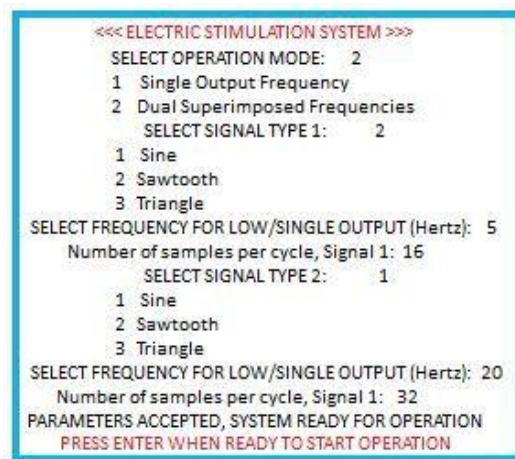 <<< ELECTRIC STIMULATION SYSTEM >>>
SELECT OPERATION MODE: 2
1 Single Output Frequency
2 Dual Superimposed Frequencies
SELECT SIGNAL TYPE 1: 2
1 Sine
2 Sawtooth
3 Triangle
SELECT FREQUENCY FOR LOW/SINGLE OUTPUT (Hertz): 5
Number of samples per cycle, Signal 1: 16
SELECT SIGNAL TYPE 2: 1
1 Sine
2 Sawtooth
3 Triangle
SELECT FREQUENCY FOR LOW/SINGLE OUTPUT (Hertz): 20
Number of samples per cycle, Signal 1: 32
PARAMETERS ACCEPTED, SYSTEM READY FOR OPERATION
PRESS ENTER WHEN READY TO START OPERATION